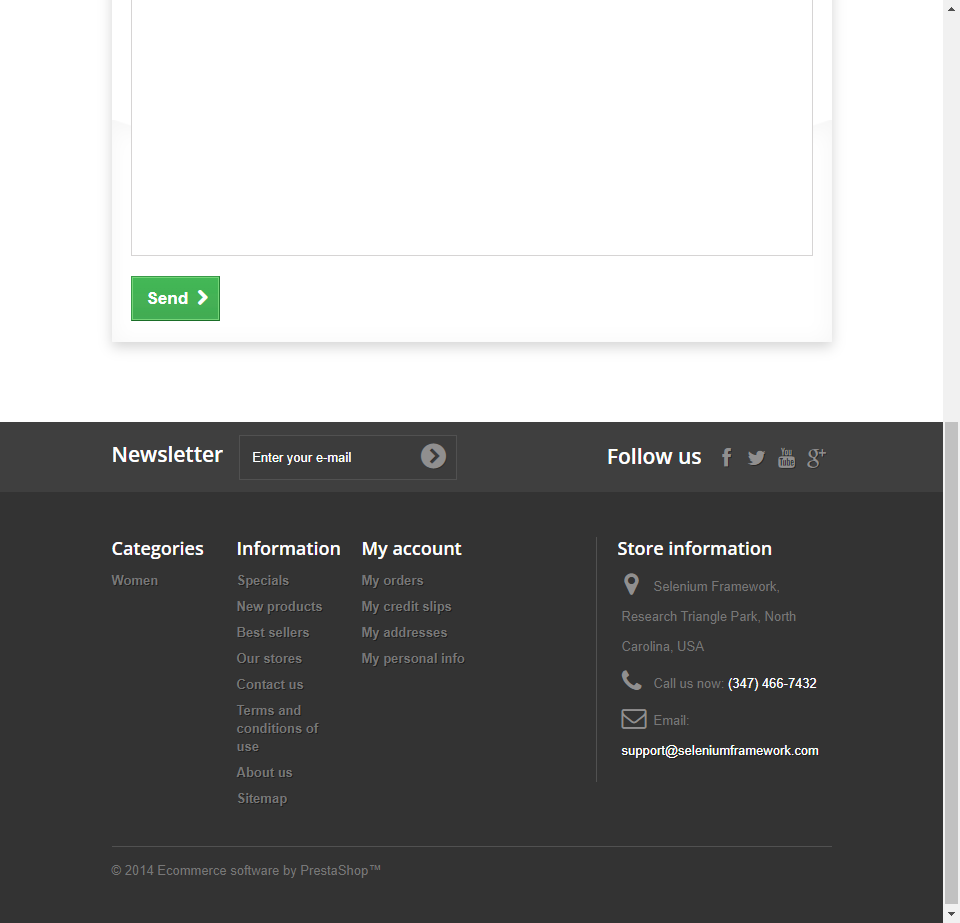 Send
Newsletter
Enter your e-mail
Follow us
You
Tube
g+
Categories
Women
Information
Specials
New products
Best sellers
Our stores
Contact us
Terms and
conditions of
use
About us
Sitemap
My account
My orders
My credit slips
My addresses
My personal info
Store information
Selenium Framework,
Research Triangle Park, North
Carolina, USA
Call us now: (347) 466-7432
Email:
support@seleniumframework.com
© 2014 Ecommerce software by PrestaShop™